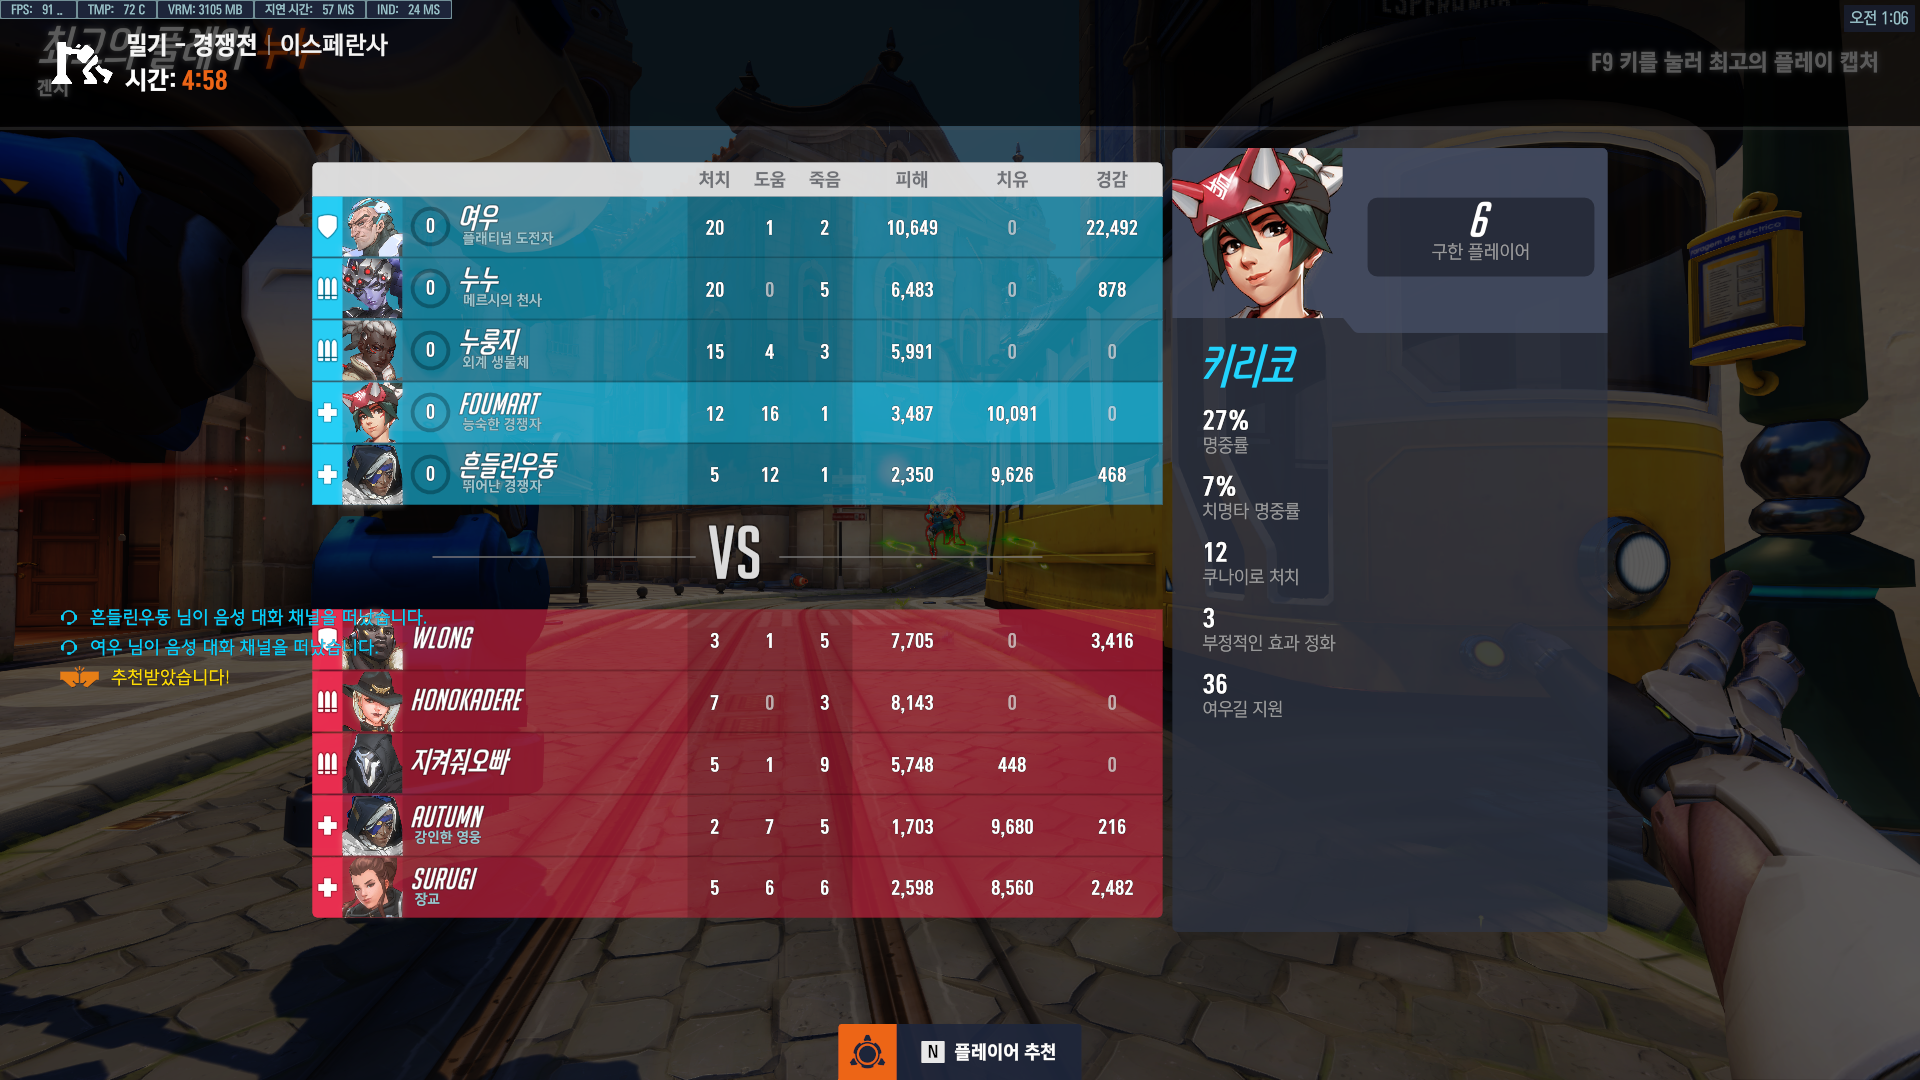 FPS: 91 ..
TMP: 72 C
VRM: 3105 MB
지연 시간: 57 MS
IND: 24 MS
오전 1:06
최고의 플레이 누누
겐지
밀기 - 경쟁전 | 이스페란사
시간: 4:58
F9 키를 눌러 최고의 플레이 캡처
처치 도움 죽음 피해 치유 경감
0 여우 20 1 2 10,649 0 22,492
플래티넘 도전자
0 누누 20 0 5 6,483 0 878
메르시의 천사
0 누룽지 15 4 3 5,991 0 0
외계 생물체
0 FOUMART 12 16 1 3,487 10,091 0
능숙한 경쟁자
0 흔들린우동 5 12 1 2,350 9,626 468
뛰어난 경쟁자
VS
WLONG 3 1 5 7,705 0 3,416
HONOKADERE 7 0 3 8,143 0 0
지켜줘오빠 5 1 9 5,748 448 0
AUTUMN 2 7 5 1,703 9,680 216
강인한 영웅
SURUGI 5 6 6 2,598 8,560 2,482
장교
흔들린우동 님이 음성 대화 채널을 떠났습니다.
여우 님이 음성 대화 채널을 떠났습니다.
추천받았습니다!
6
구한 플레이어
키리코
27%
명중률
7%
치명타 명중률
12
쿠나이로 처치
3
부정적인 효과 정화
36
여우길 지원
N 플레이어 추천